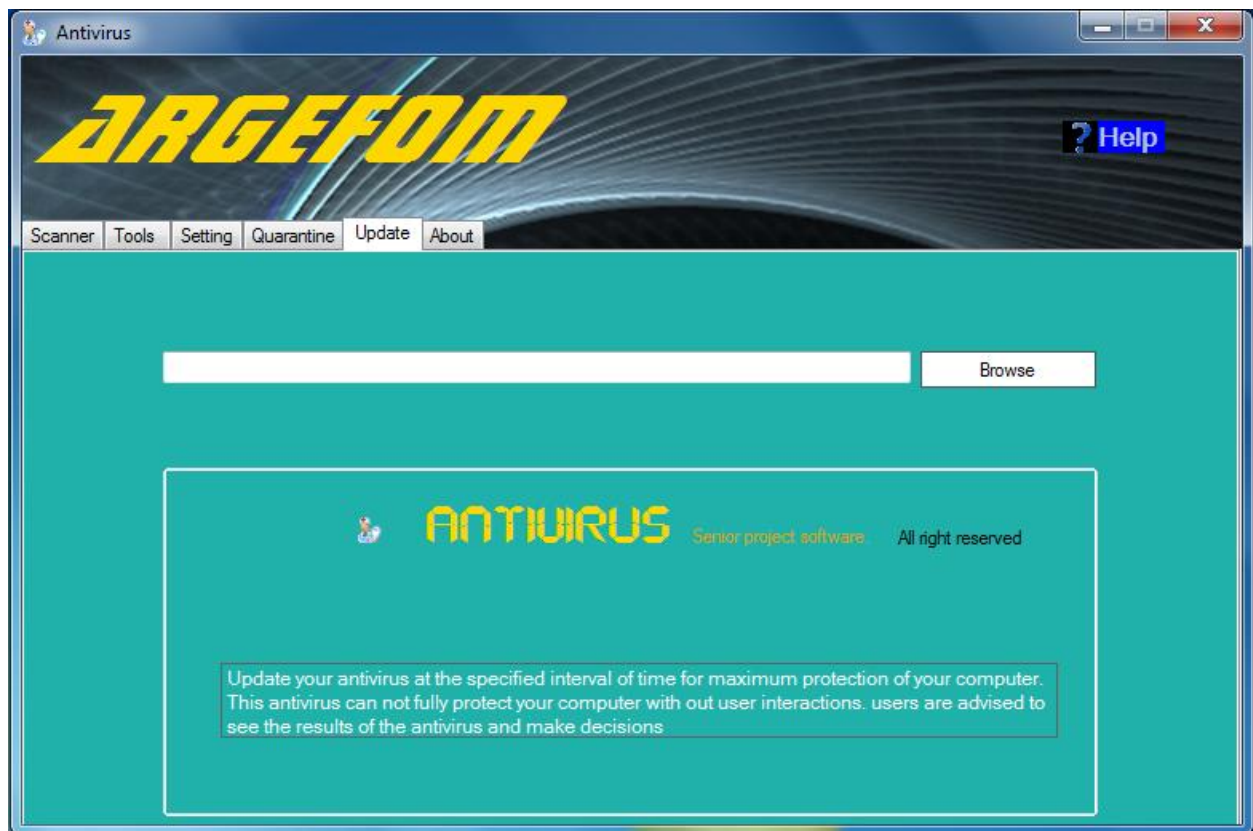 Antivirus
ARGEFOM
? Help
Scanner Tools Setting Quarantine Update About
Browse
ANTIVIRUS Senior project software. All right reserved
Update your antivirus at the specified interval of time for maximum protection of your computer.
This antivirus can not fully protect your computer with out user interactions. users are advised to
see the results of the antivirus and make decisions